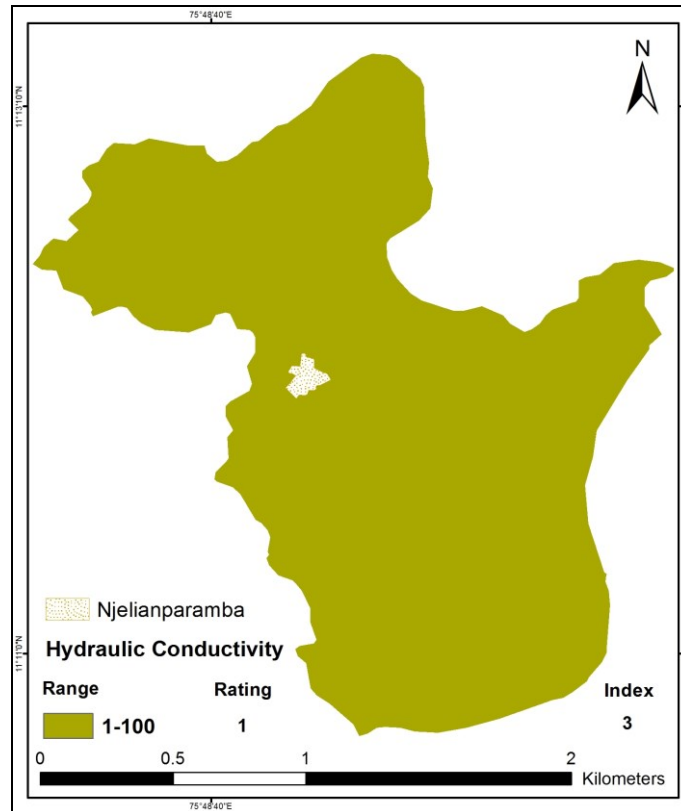 75°48'40"E
N
11°13'10"N
Njelianparamba
11°11'0"N
Hydraulic Conductivity
Range Rating Index
1-100 1 3
0 0.5 1 2
Kilometers
75°48'40"E